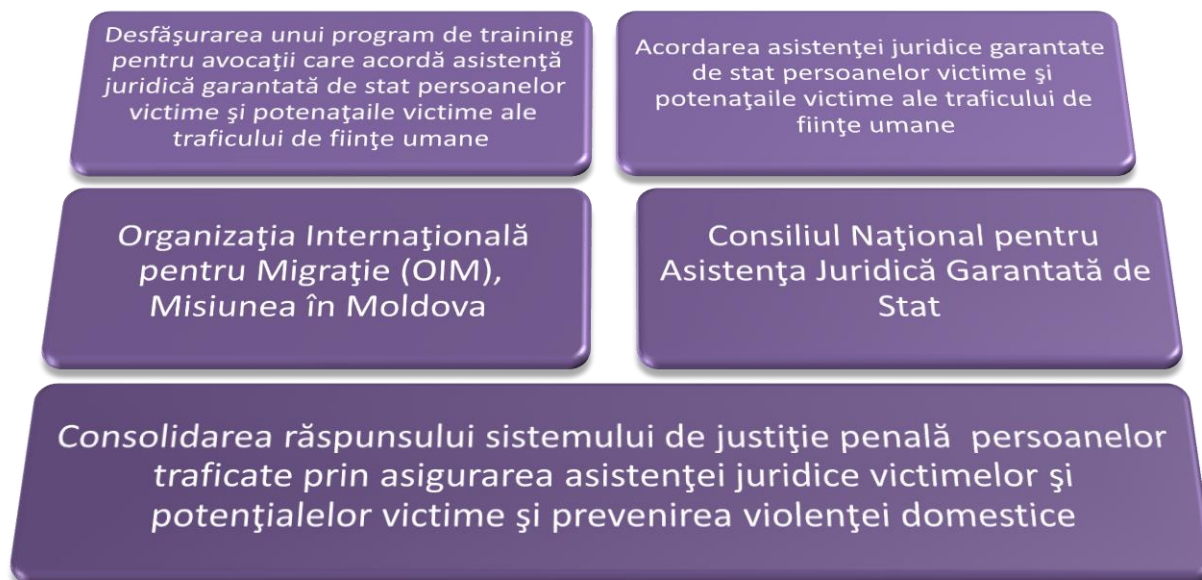 Desfăşurarea unui program de training
pentru avocaţii care acordă asistenţă
juridică garantată de stat persoanelor
victime şi potenaţaile victime ale
traficului de fiinţe umane
Acordarea asistenţei juridice garantate
de stat persoanelor victime şi
potenaţaile victime ale traficului de
fiinţe umane
Organizaţia Internaţională
pentru Migraţie (OIM),
Misiunea în Moldova
Consiliul Naţional pentru
Asistenţa Juridică Garantată de
Stat
Consolidarea răspunsului sistemului de justiţie penală persoanelor
traficate prin asigurarea asistenţei juridice victimelor şi
potenţialelor victime şi prevenirea violenţei domestice